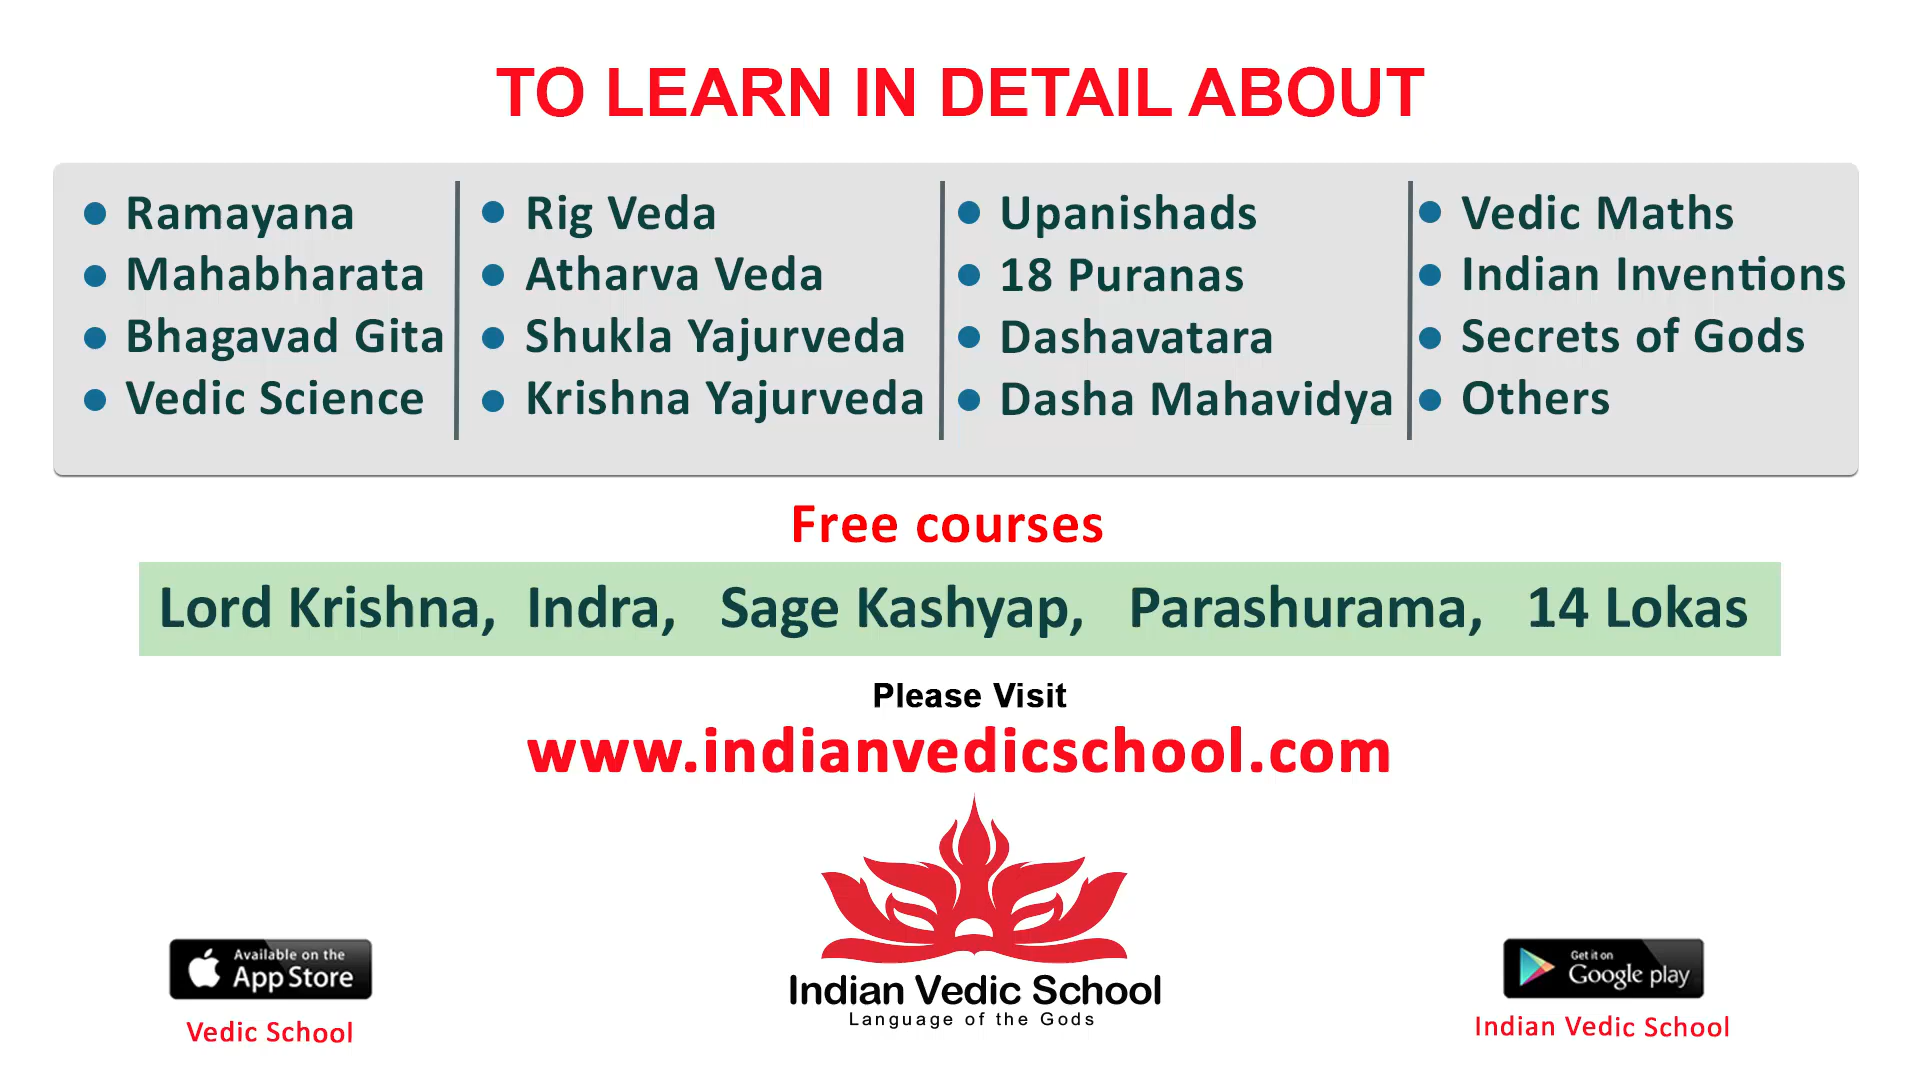 TO LEARN IN DETAIL ABOUT
Ramayana
Mahabharata
Bhagavad Gita
Vedic Science
Rig Veda
Atharva Veda
Shukla Yajurveda
Krishna Yajurveda
Upanishads
18 Puranas
Dashavatara
Dasha Mahavidya
Vedic Maths
Indian Inventions
Secrets of Gods
Others
Free courses
Lord Krishna, Indra, Sage Kashyap, Parashurama, 14 Lokas
Please Visit
www.indianvedicschool.com
Indian Vedic School
Language of the Gods
Available on the
App Store
Vedic School
Get it on
Google play
Indian Vedic School